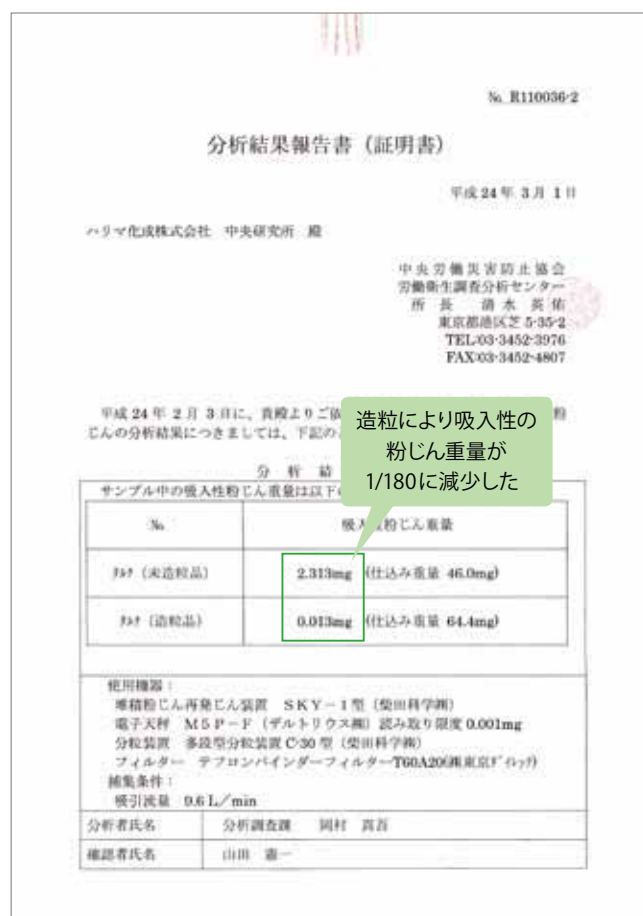 № R110036-2
分析結果報告書(証明書)
平成 24 年 3 月 1 日
ハリマ化成株式会社 中央研究所 殿
中央労働災害防止協会
労働衛生調査分析センター
所 長 清水 英佑
東京都港区芝 5-35-2
TEL:03-3452-3976
FAX:03-3452-4807
平成 24 年 2 月 3 日に、貴殿よりご依 粉
じんの分析結果につきましては、下記の
造粒により吸入性の
粉じん重量が
1/180に減少した
分 析 結
サンプル中の吸入性粉じん重量は以下の
№ 吸入性粉じん重量
タルク(未造粒品) 2.313mg (仕込み重量 46.0mg)
タルク(造粒品) 0.013mg (仕込み重量 64.4mg)
使用機器:
堆積粉じん再発じん装置 SKY-1型(柴田科学㈱)
電子天秤 M5P-F(ザルトリウス㈱)読み取り限度 0.001mg
分粒装置 多段型分粒装置 C-30 型(柴田科学㈱)
フィルター テフロンバインダーフィルターT60A20(㈱東京ダイレック)
捕集条件:
吸引流量 9.6 L/min
分析者氏名 分析調査課 岡村
確認者氏名 山田 憲一